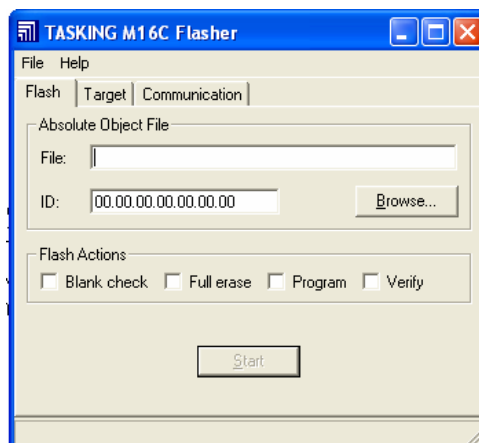 TASKING M16C Flasher
File Help
Flash Target Communication
Absolute Object File
File:
ID: 00.00.00.00.00.00.00 Browse...
Flash Actions
Blank check Full erase Program Verify
Start